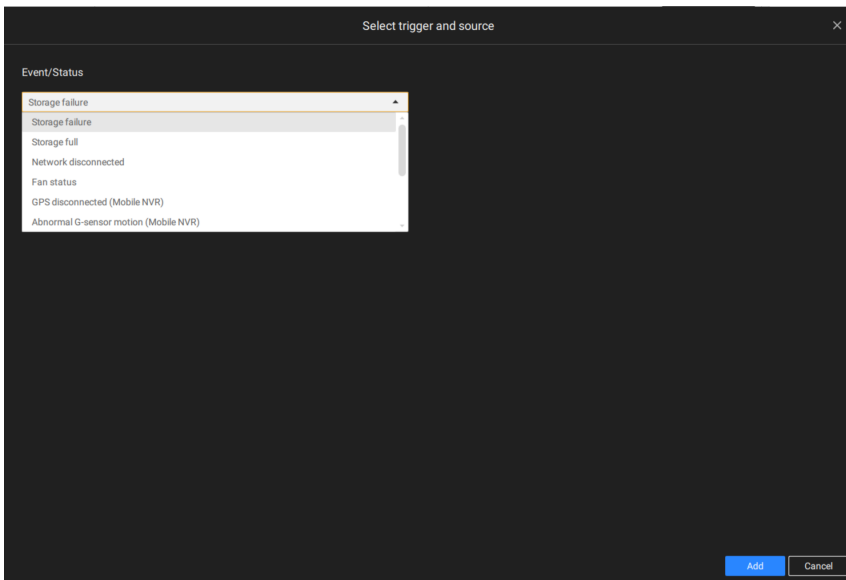 Select trigger and source
Event/Status
Storage failure
Storage failure
Storage full
Network disconnected
Fan status
GPS disconnected (Mobile NVR)
Abnormal G-sensor motion (Mobile NVR)
Add
Cancel